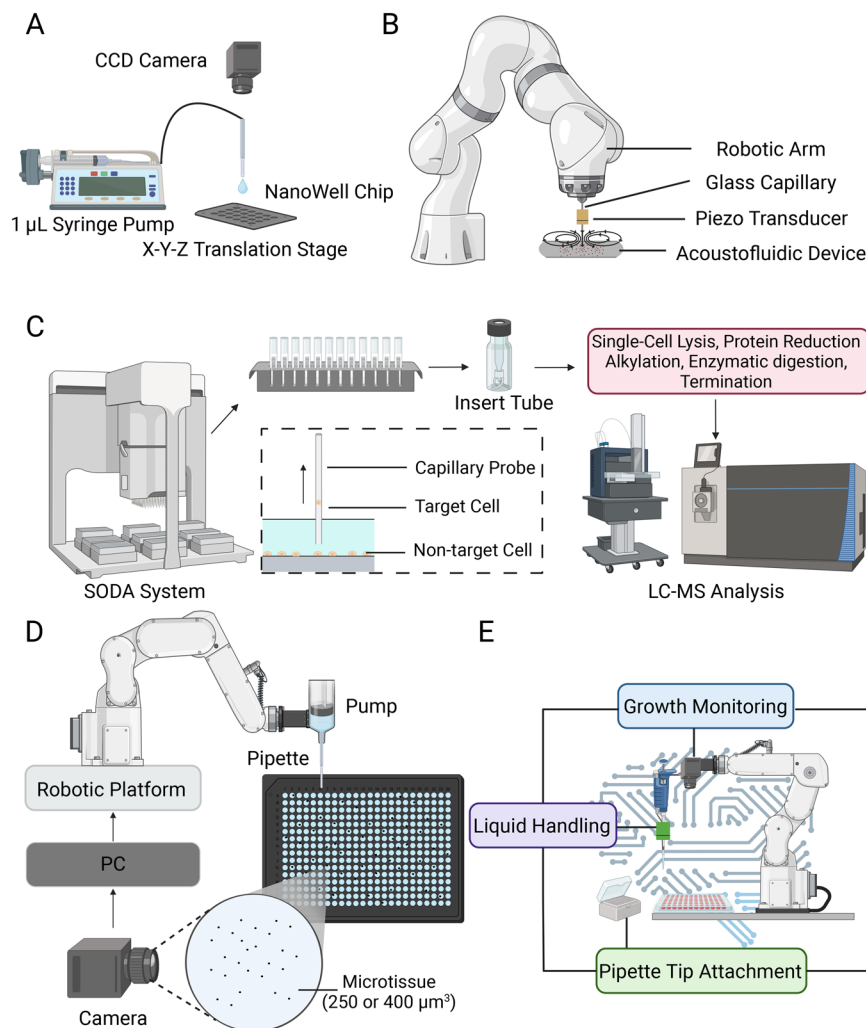 A
CCD Camera
NanoWell Chip
1 µL Syringe Pump
X-Y-Z Translation Stage
B
Robotic Arm
Glass Capillary
Piezo Transducer
Acoustofluidic Device
C
Insert Tube
Single-Cell Lysis, Protein Reduction
Alkylation, Enzymatic digestion,
Termination
Capillary Probe
Target Cell
Non-target Cell
SODA System
LC-MS Analysis
D
Pump
Pipette
Robotic Platform
PC
Microtissue
(250 or 400 µm³)
Camera
E
Growth Monitoring
Liquid Handling
Pipette Tip Attachment